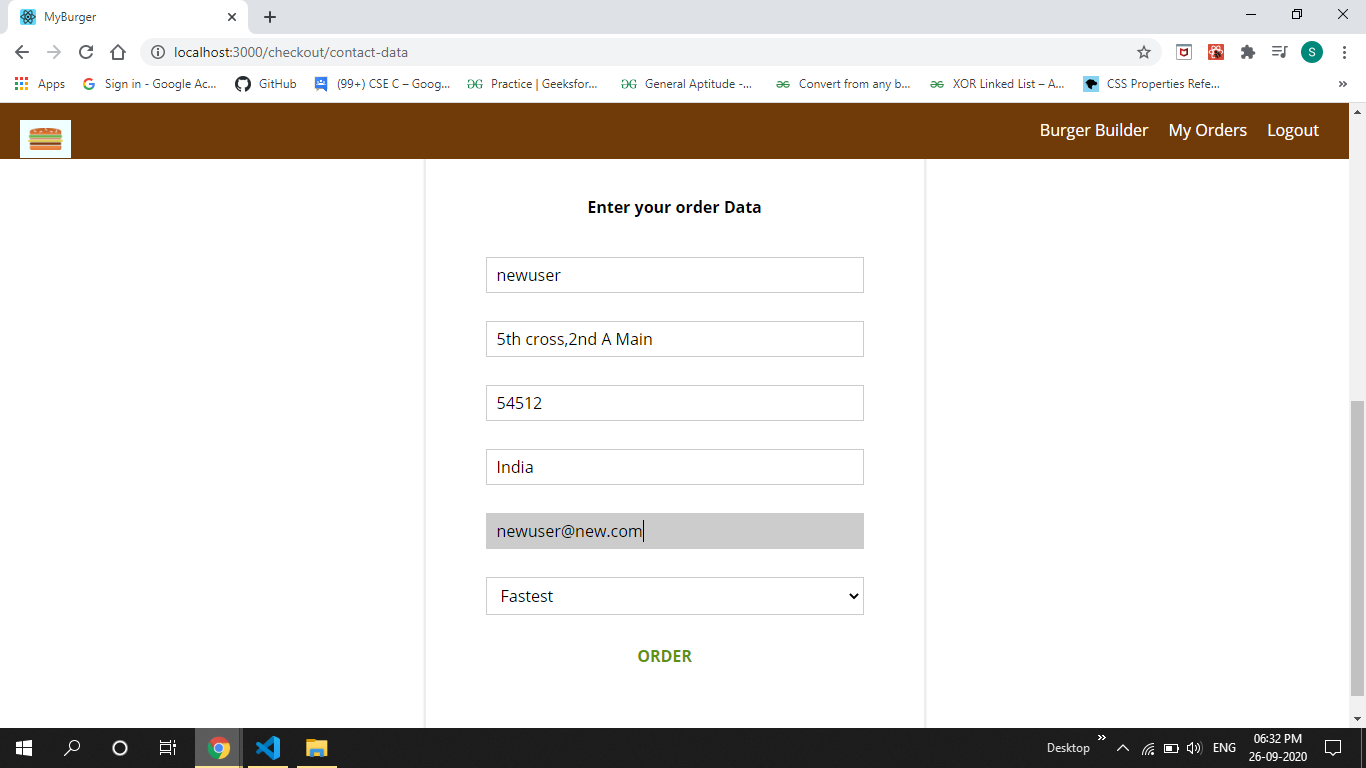 MyBurger
localhost:3000/checkout/contact-data
S
Apps Sign in - Google Ac... GitHub (99+) CSE C – Goog... Practice | Geeksfor... General Aptitude -... Convert from any b... XOR Linked List – A... CSS Properties Refe... »
Burger Builder My Orders Logout
Enter your order Data
newuser
5th cross,2nd A Main
54512
India
newuser@new.com
Fastest
ORDER
Desktop » ENG 06:32 PM
26-09-2020